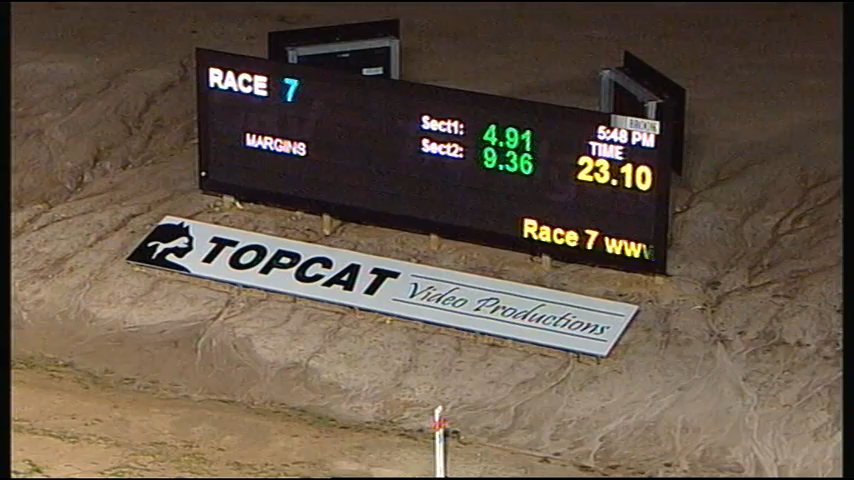 RACE 7
Sect1: 4.91
5:48 PM
MARGINS
Sect2: 9.36
TIME
23.10
Race 7 ww
TOPCAT Video Productions